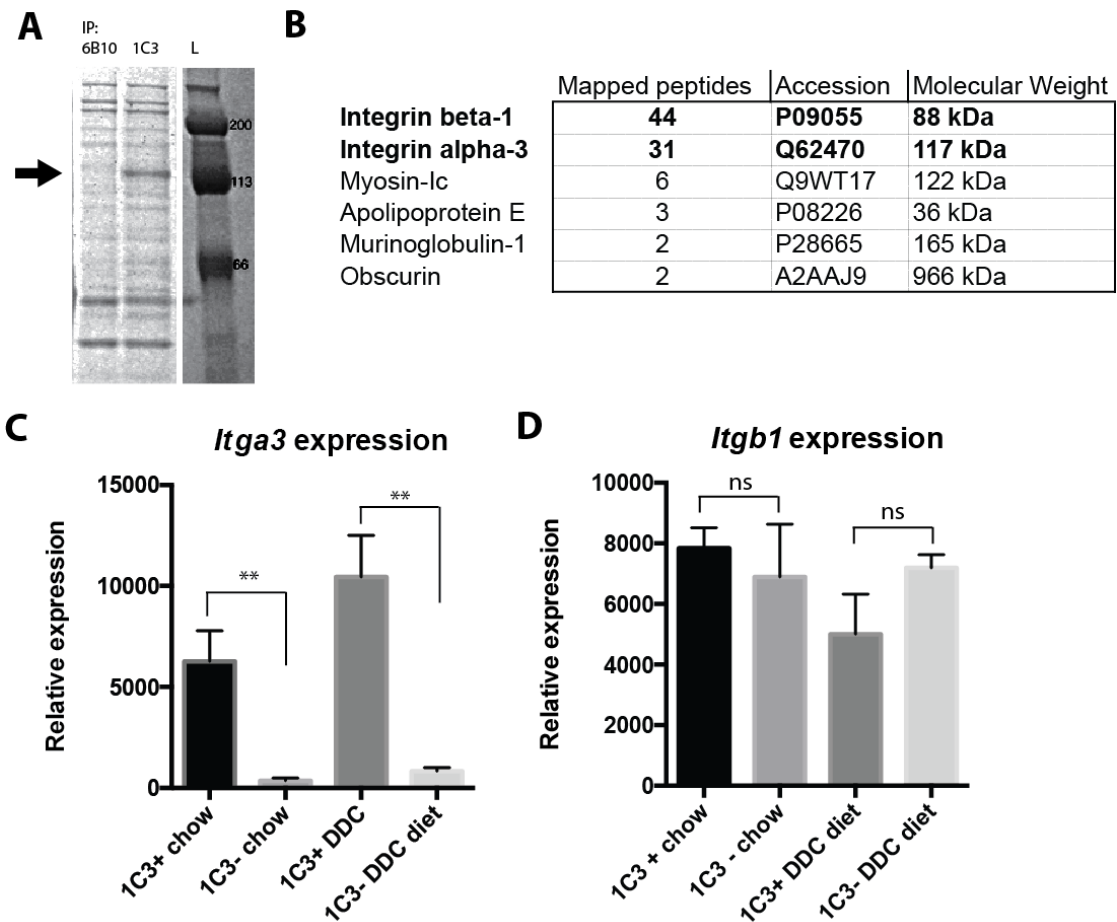 A
IP:
6B10 1C3 L
200
113
66
B
Mapped peptides Accession Molecular Weight
Integrin beta-1 44 P09055 88 kDa
Integrin alpha-3 31 Q62470 117 kDa
Myosin-Ic 6 Q9WT17 122 kDa
Apolipoprotein E 3 P08226 36 kDa
Murinoglobulin-1 2 P28665 165 kDa
Obscurin 2 A2AAJ9 966 kDa
C
Itga3 expression
Relative expression
15000
10000
5000
0
**
**
1C3+ chow
1C3- chow
1C3+ DDC
1C3- DDC diet
D
Itgb1 expression
Relative expression
10000
8000
6000
4000
2000
0
ns
ns
1C3 + chow
1C3 - chow
1C3+ DDC diet
1C3- DDC diet